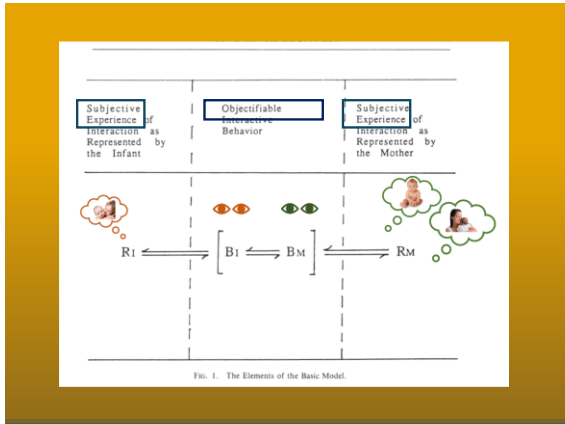 Subjective
Experience of
Interaction as
Represented by
the Infant
Objectifiable
Interactive
Behavior
Subjective
Experience of
Interaction as
Represented by
the Mother
RI
BI
BM
RM
FIG. 1. The Elements of the Basic Model.